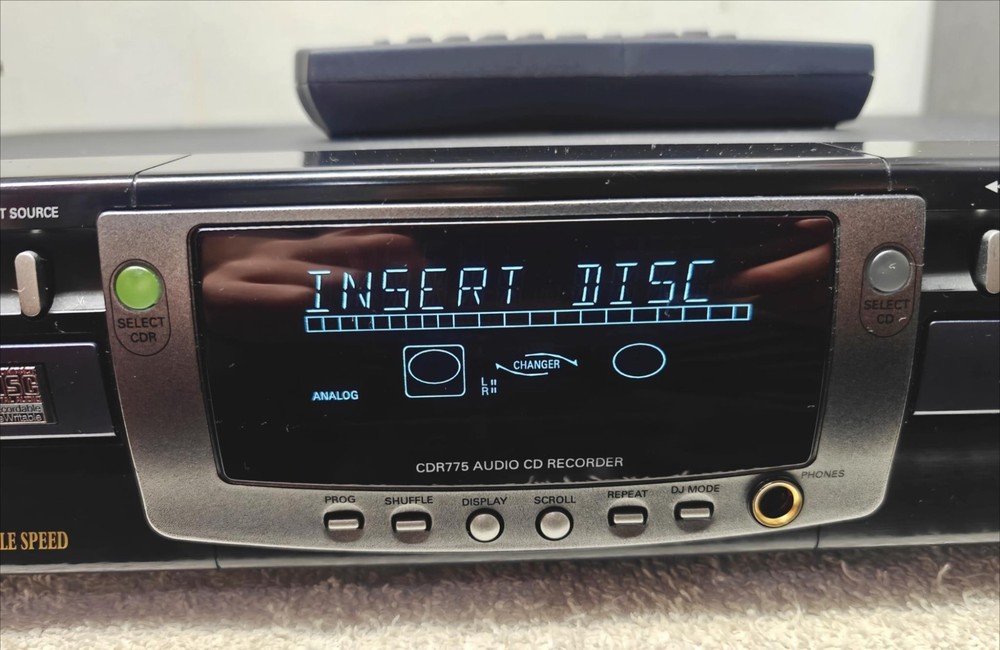 T SOURCE
SELECT
CDR
INSERT DISC
SELECT
CD
CHANGER
L
R
ANALOG
CDR775 AUDIO CD RECORDER
PROG
SHUFFLE
DISPLAY
SCROLL
REPEAT
DJ MODE
PHONES
LE SPEED